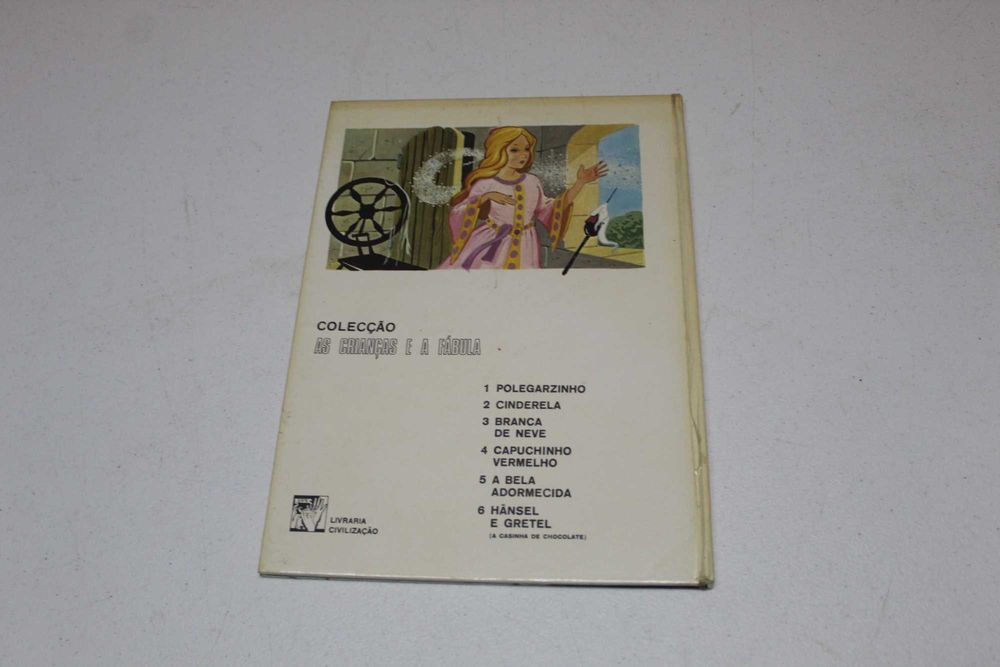 COLECÇÃO
AS CRIANÇAS E A FÁBULA
1 POLEGARZINHO
2 CINDERELA
3 BRANCA
DE NEVE
4 CAPUCHINHO
VERMELHO
5 A BELA
ADORMECIDA
6 HÄNSEL
E GRETEL
(A CASINHA DE CHOCOLATE)
LIVRARIA
CIVILIZAÇÃO